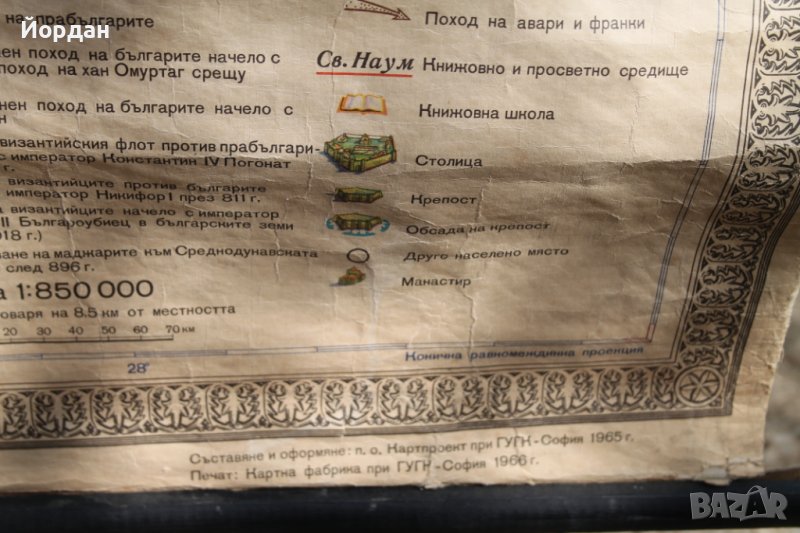 Йордан
на прабългарите
нен поход на българите начело с
поход на хан Омуртаг срещу
нен поход на българите начело с
н
византийския флот против прабългари-
с император Константин IV Погонат
г.
византийците против българите
император Никифор I през 811 г.
а византийците начело с император
II Българоубиец в българските земи
018 г.)
ване на маджарите към Среднодунавската
след 896 г.
а 1:850 000
оваря на 8.5 км от местността
20 30 40 50 60 70 км
28°
Поход на авари и франки
Св. Наум Книжовно и просветно средище
Книжовна школа
Столица
Крепост
Обсада на крепост
Друго населено място
Манастир
Конична равномеждинна проекция
Съставяне и оформяне: п. о. Картпроект при ГУГК-София 1965 г.
Печат: Картна фабрика при ГУГК-София 1966 г.
BAZAR